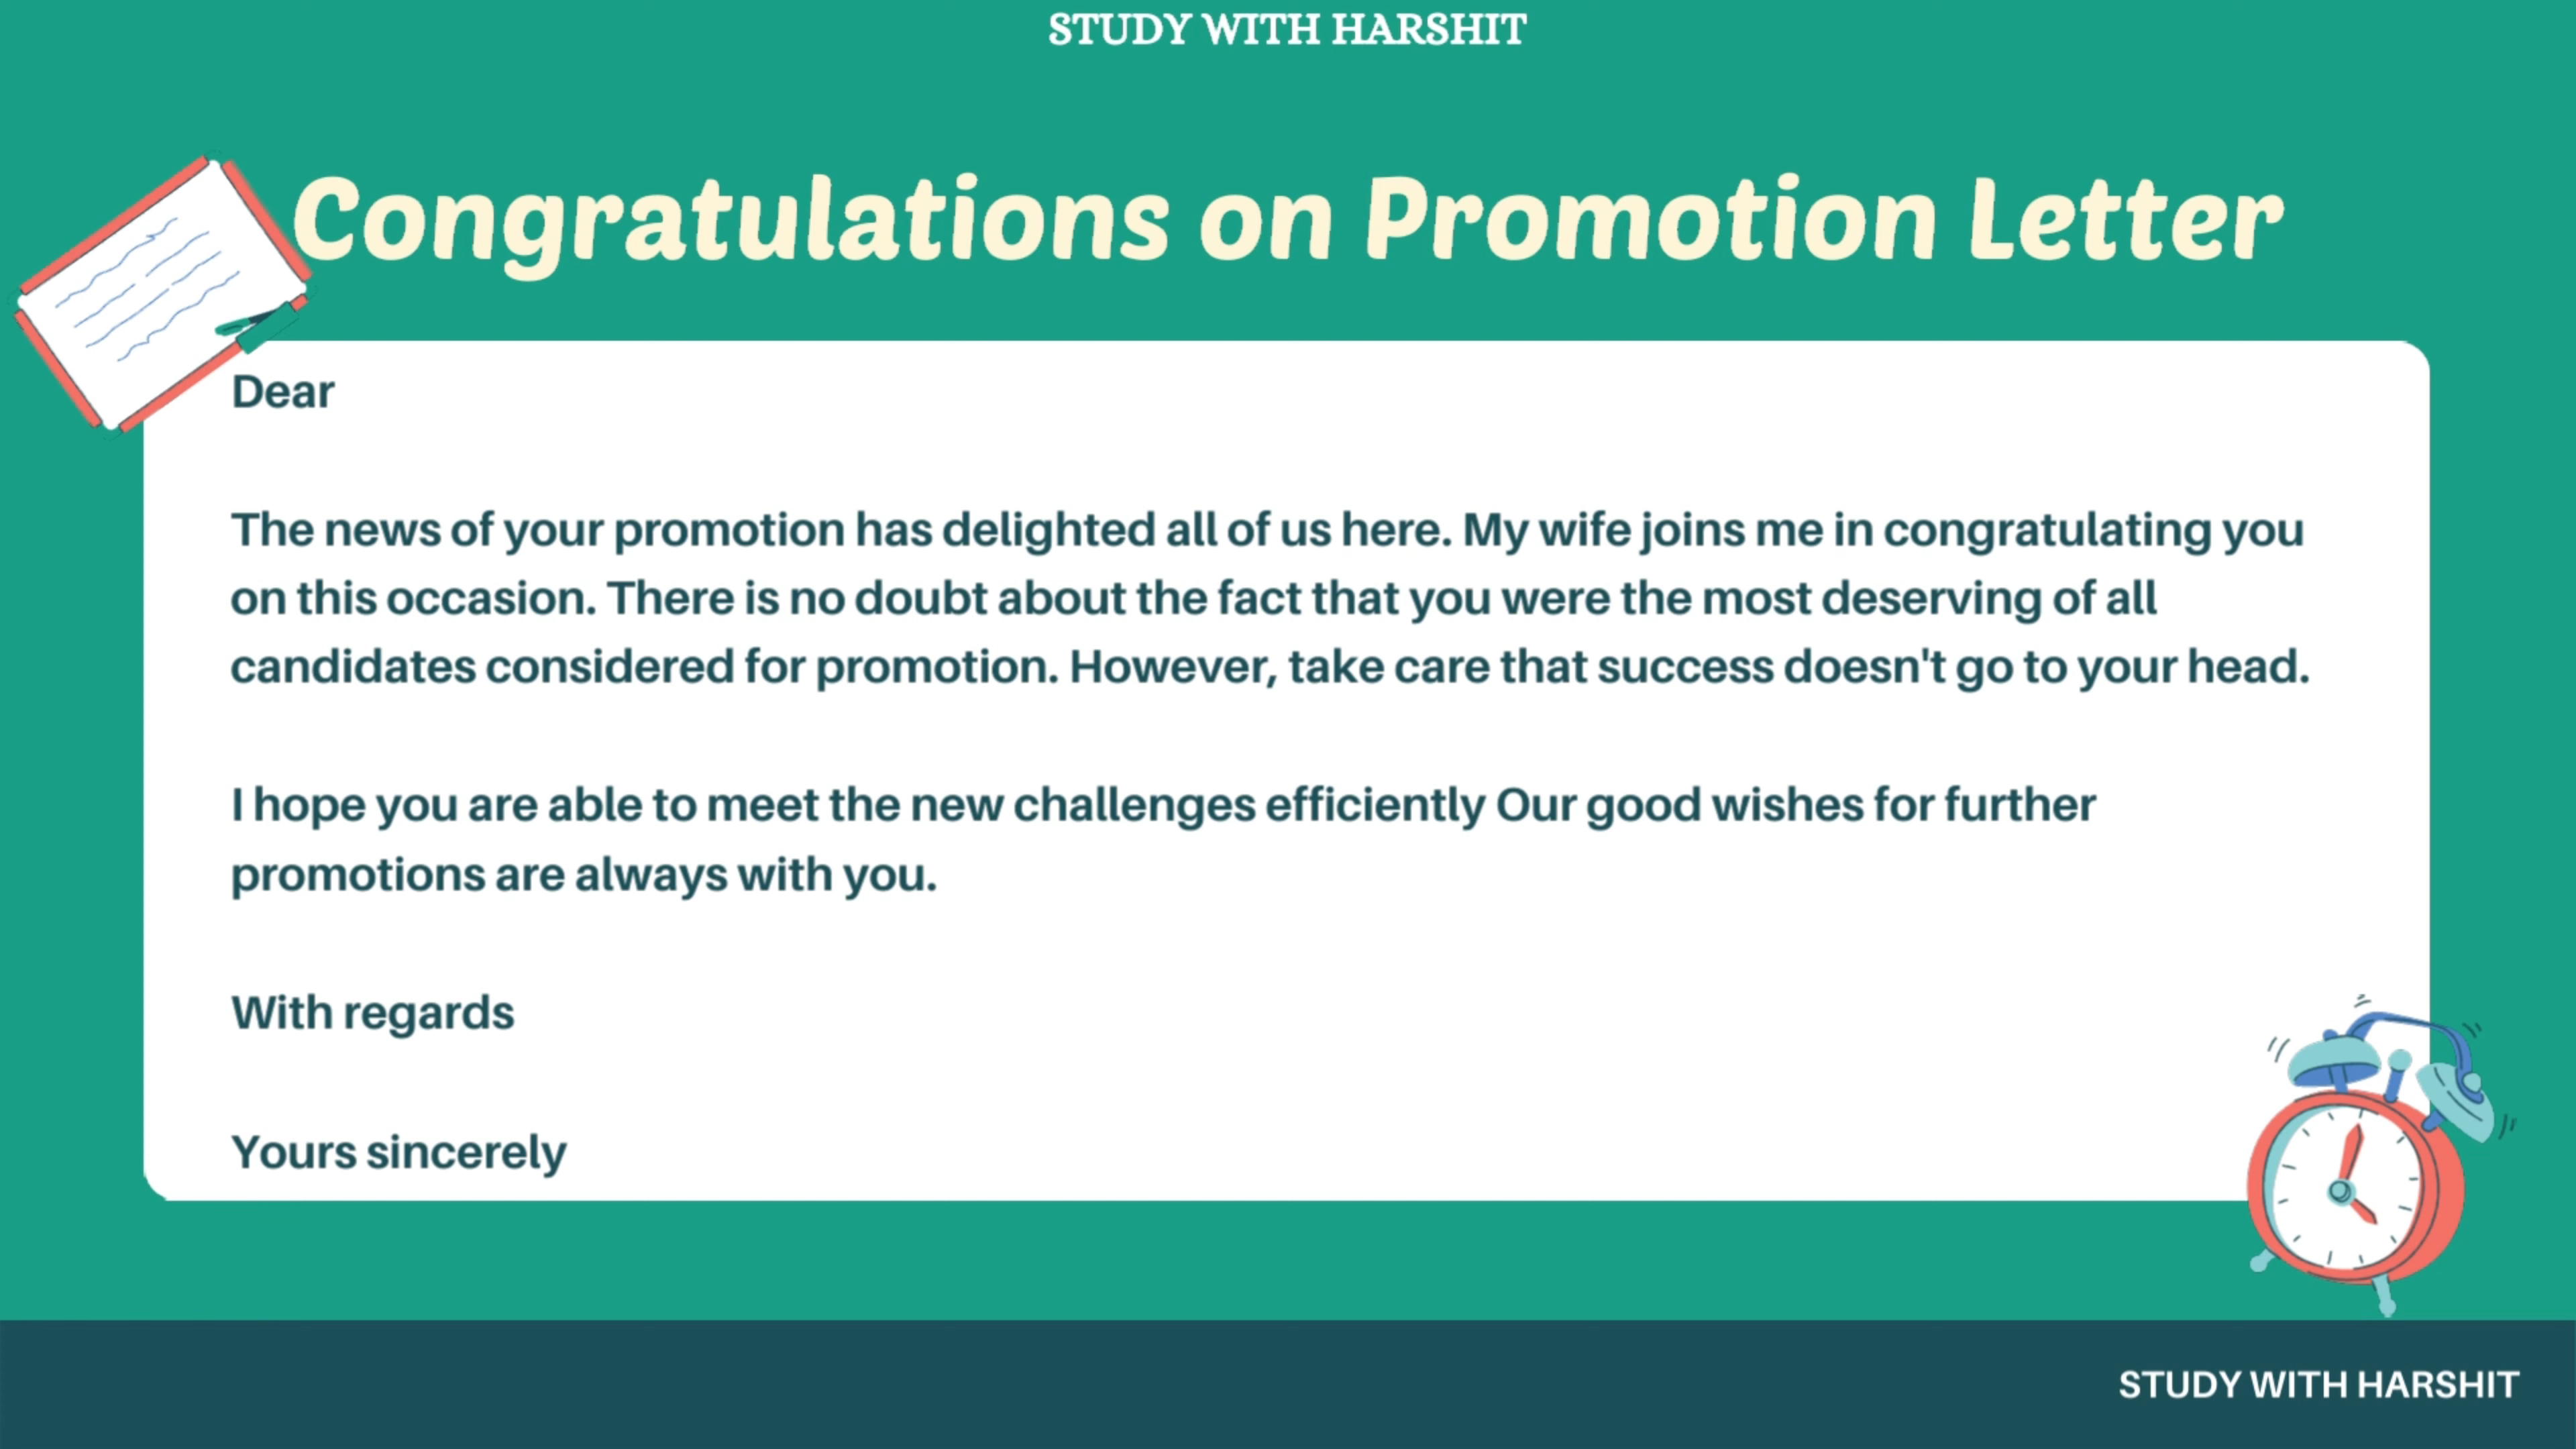 STUDY WITH HARSHIT
Congratulations on Promotion Letter
Dear
The news of your promotion has delighted all of us here. My wife joins me in congratulating you
on this occasion. There is no doubt about the fact that you were the most deserving of all
candidates considered for promotion. However, take care that success doesn't go to your head.
I hope you are able to meet the new challenges efficiently Our good wishes for further
promotions are always with you.
With regards
Yours sincerely
STUDY WITH HARSHIT